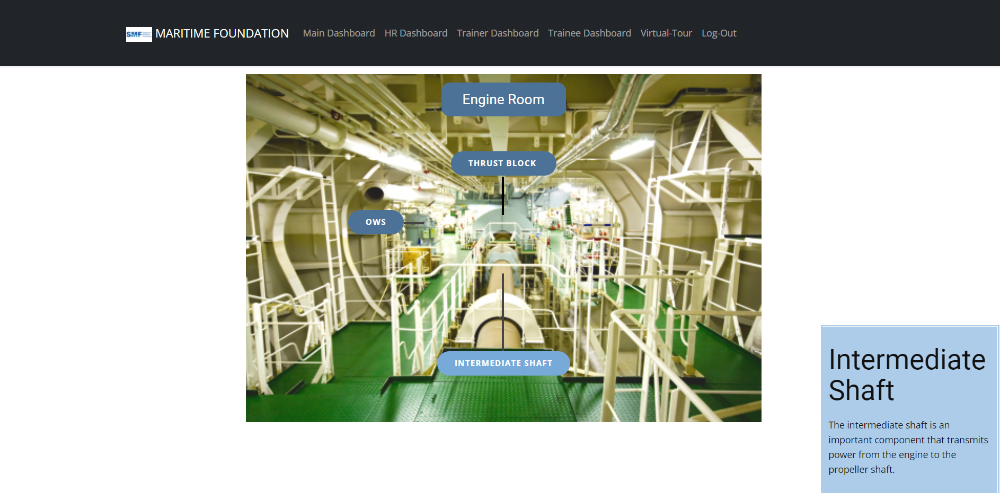 SMF
MARITIME FOUNDATION
Main Dashboard
HR Dashboard
Trainer Dashboard
Trainee Dashboard
Virtual-Tour
Log-Out
Engine Room
THRUST BLOCK
OWS
INTERMEDIATE SHAFT
Intermediate
Shaft
The intermediate shaft is an
important component that transmits
power from the engine to the
propeller shaft.